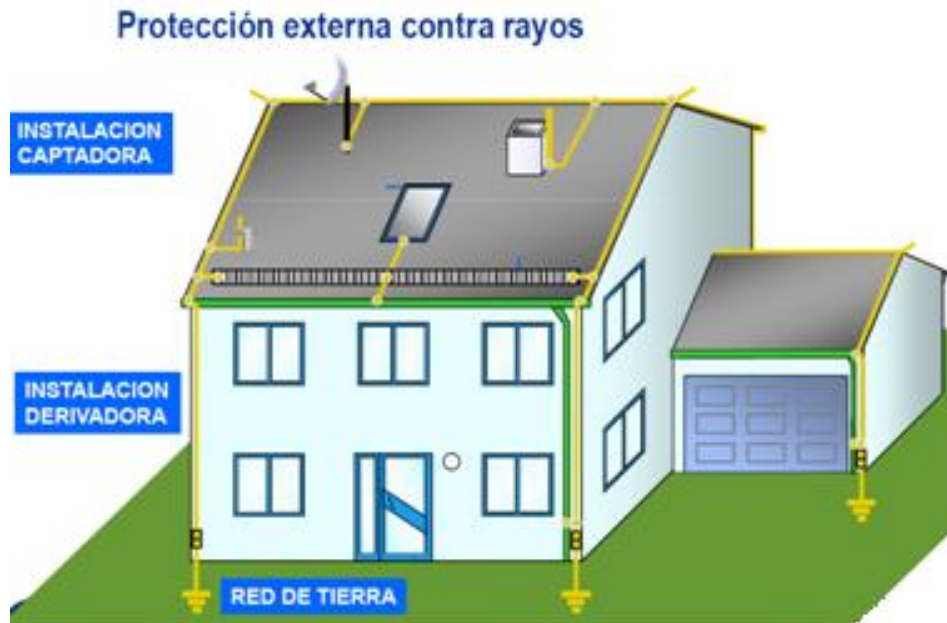 Protección externa contra rayos
INSTALACION
CAPTADORA
INSTALACION
DERIVADORA
RED DE TIERRA